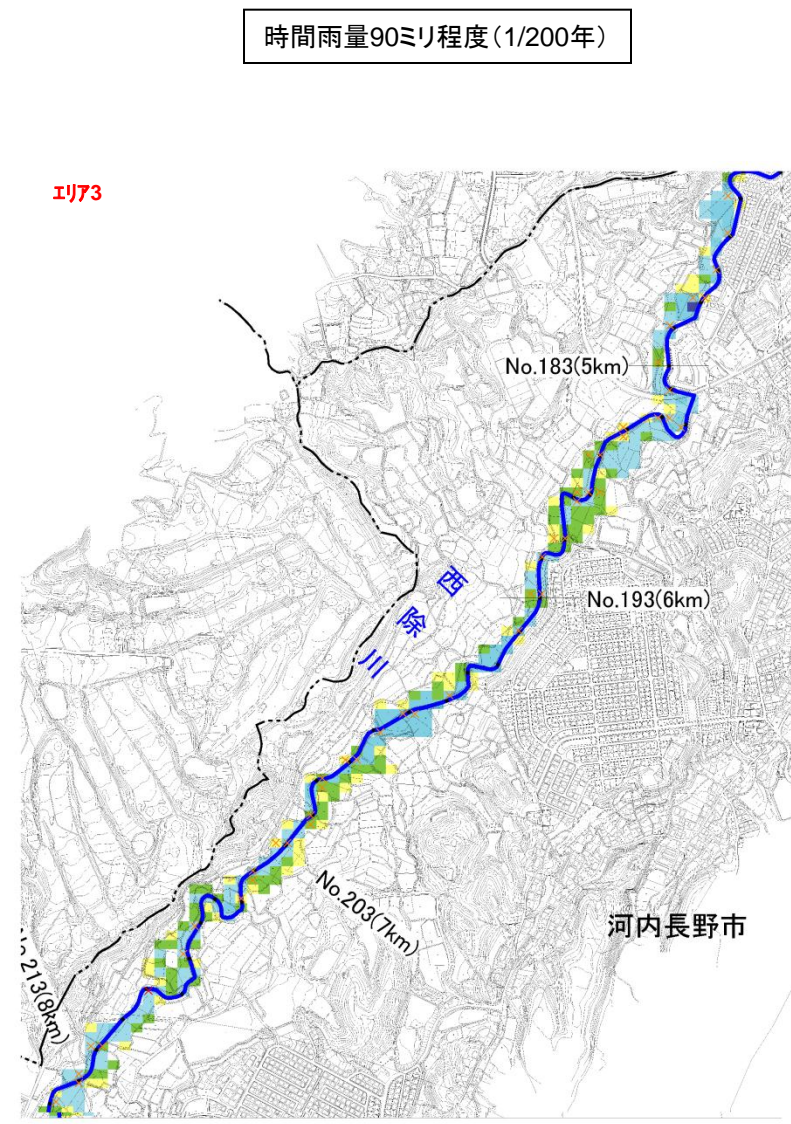 時間雨量90ミリ程度(1/200年)
エリア3
No.183(5km)
西除川
No.193(6km)
No.203(7km)
河内長野市
No.213(8km)